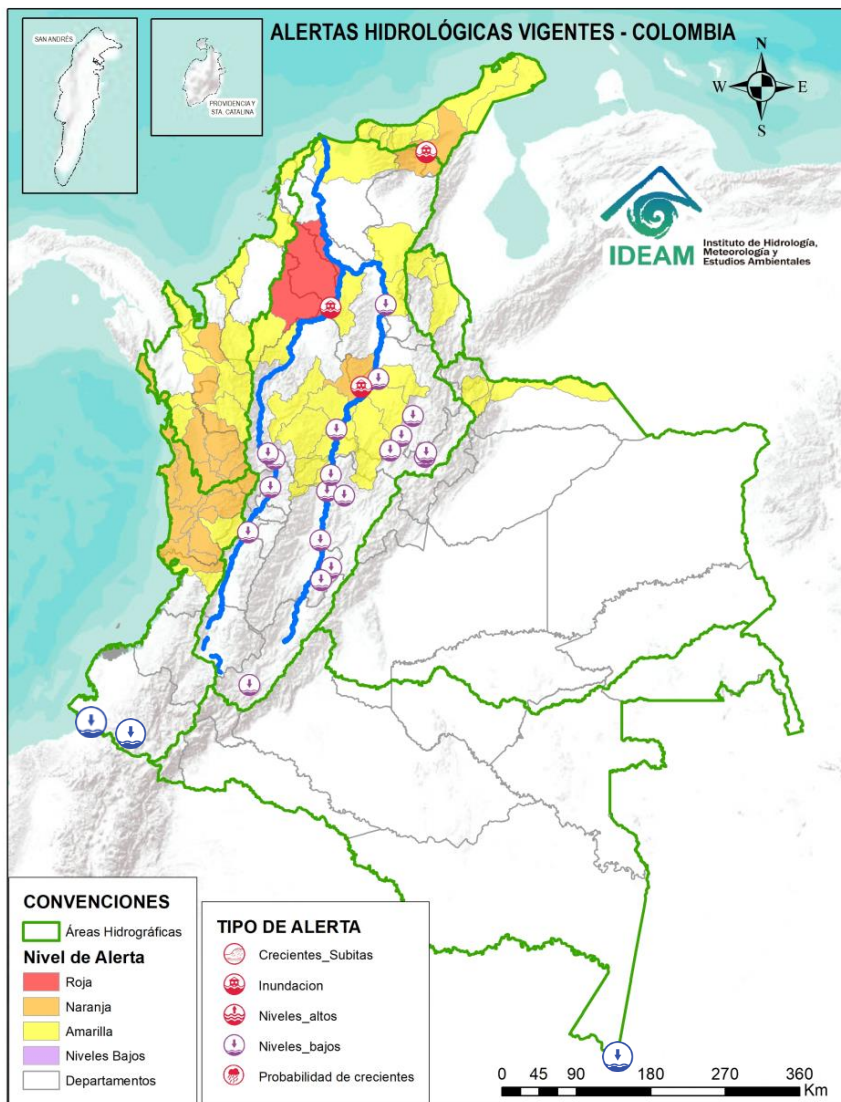 ALERTAS HIDROLÓGICAS VIGENTES - COLOMBIA
SAN ANDRÉS
PROVIDENCIA Y
STA. CATALINA
N
W
E
S
IDEAM
Instituto de Hidrología,
Meteorología y
Estudios Ambientales
CONVENCIONES
Áreas Hidrográficas
Nivel de Alerta
Roja
Naranja
Amarilla
Niveles Bajos
Departamentos
TIPO DE ALERTA
Crecientes_Subitas
Inundacion
Niveles_altos
Niveles_bajos
Probabilidad de crecientes
0 45 90 180 270 360
Km